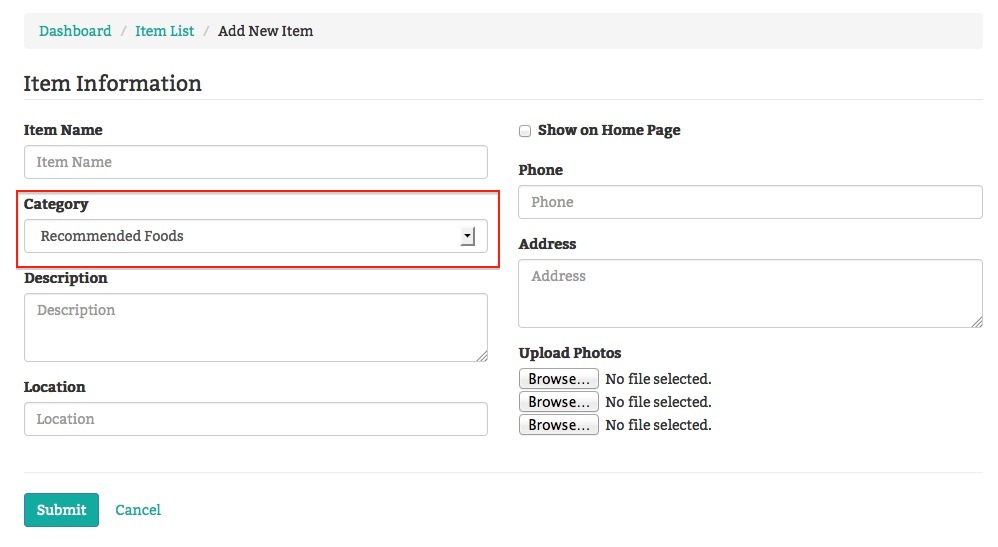 Dashboard / Item List / Add New Item
Item Information
Item Name
Item Name
Category
Recommended Foods
Description
Description
Location
Location
Show on Home Page
Phone
Phone
Address
Address
Upload Photos
Browse... No file selected.
Browse... No file selected.
Browse... No file selected.
Submit Cancel